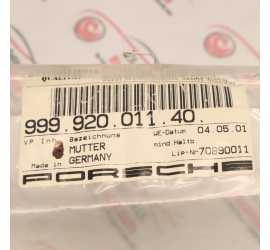 999.920.011.40.
VP Inh Bezeichnung WE-Datum 04.05.01
MUTTER mind.Haltb
Made in GERMANY Lip-Nr 70890011
PORSCHE